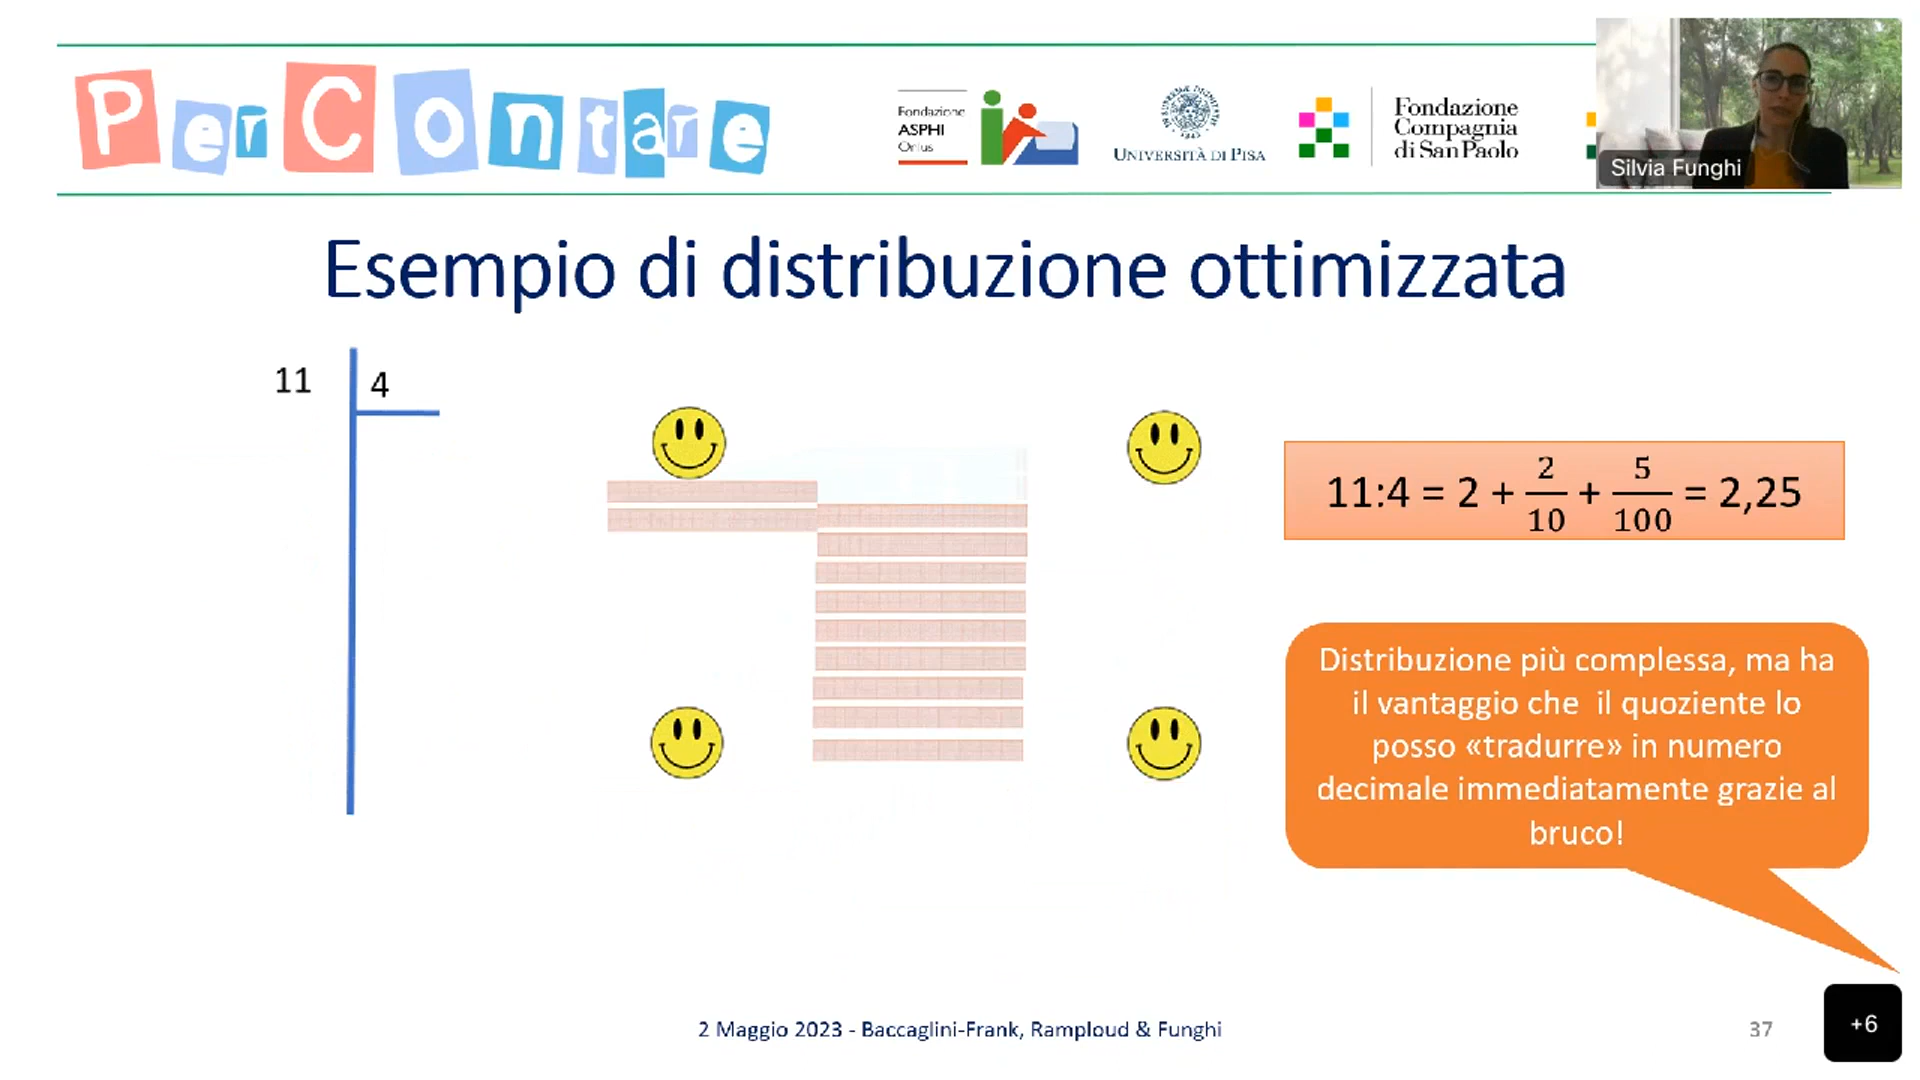 PerContare
Fondazione
ASPHI
Onlus
UNIVERSITÀ DI PISA
Fondazione
Compagnia
di San Paolo
Silvia Funghi
Esempio di distribuzione ottimizzata
11 4
11:4 = 2 + 2/10 + 5/100 = 2,25
Distribuzione più complessa, ma ha
il vantaggio che il quoziente lo
posso «tradurre» in numero
decimale immediatamente grazie al
bruco!
2 Maggio 2023 - Baccaglini-Frank, Ramploud & Funghi
37
+6